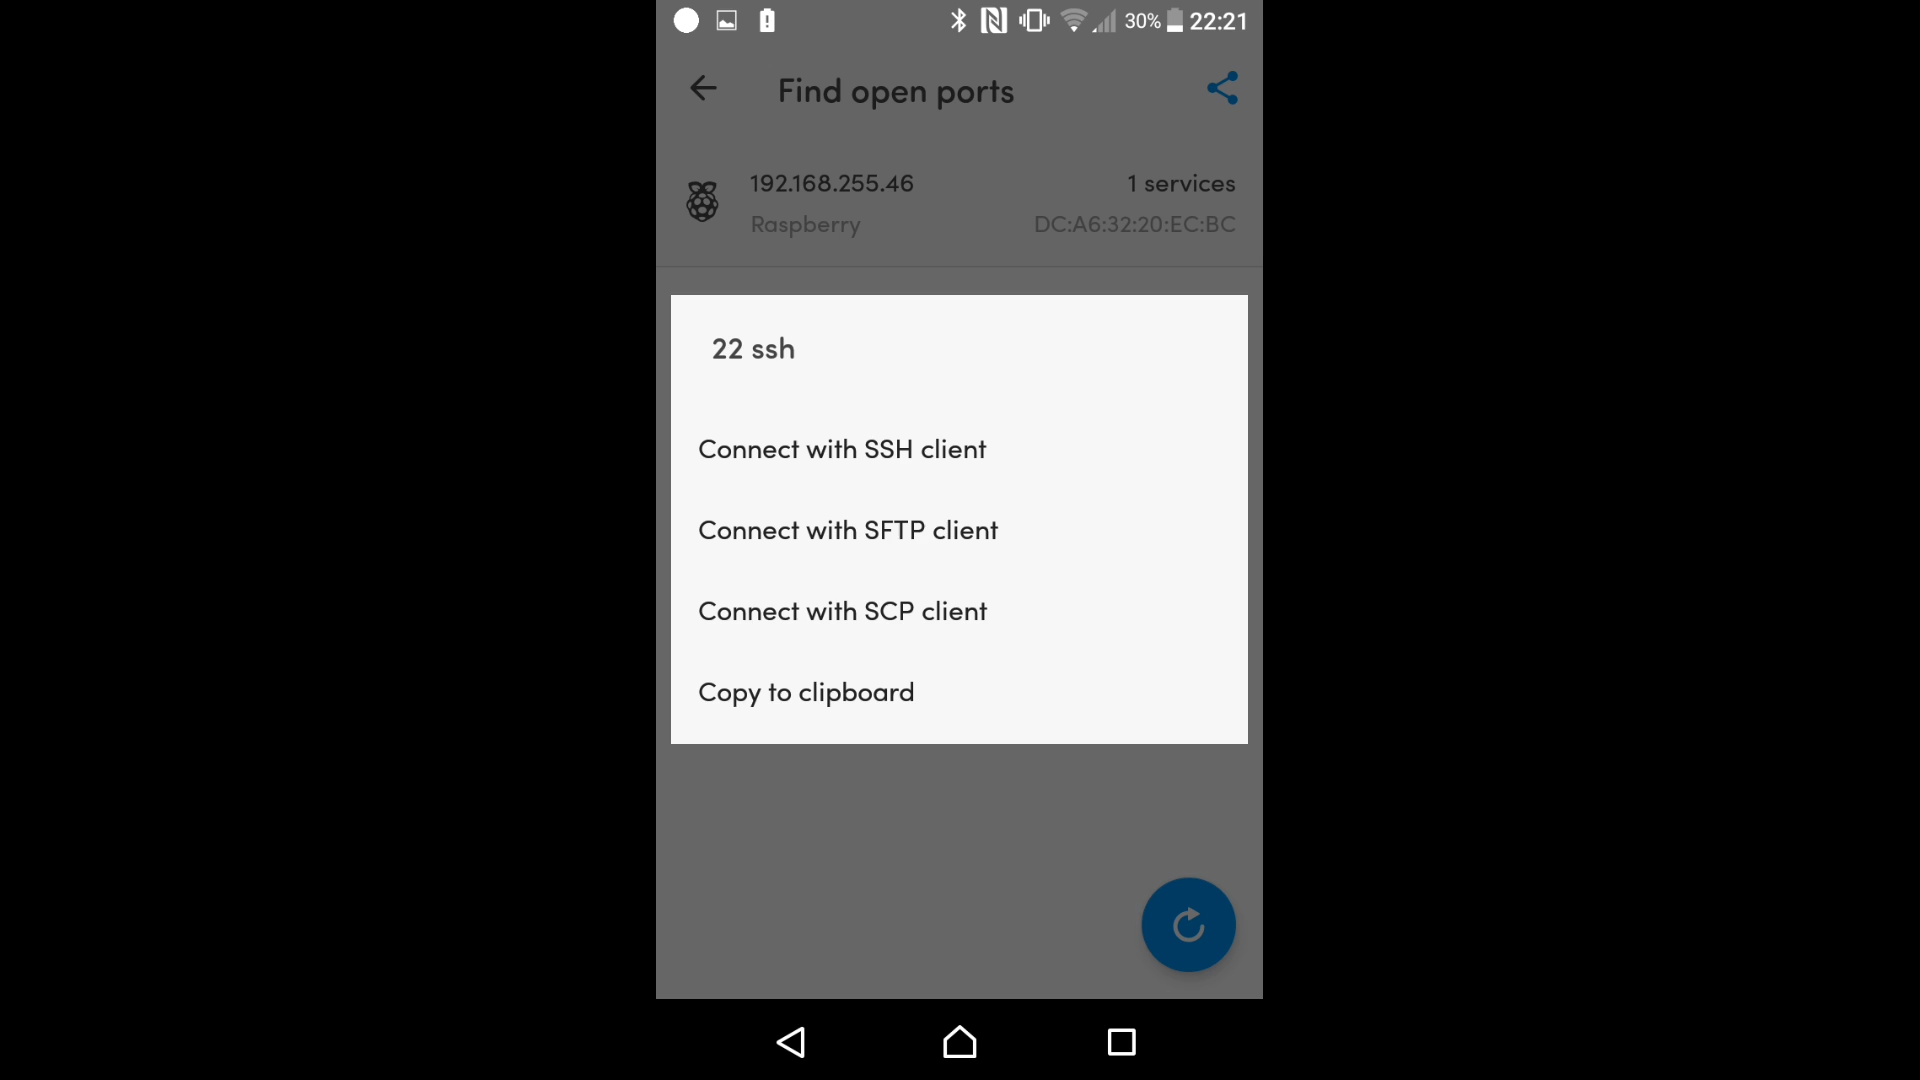 30% 22:21
Find open ports
192.168.255.46 1 services
Raspberry DC:A6:32:20:EC:BC
22 ssh
Connect with SSH client
Connect with SFTP client
Connect with SCP client
Copy to clipboard